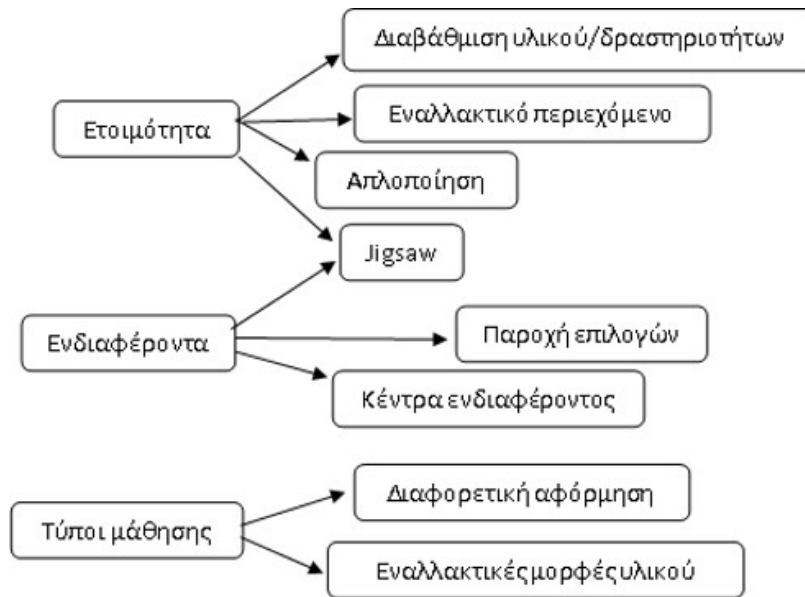 Διαβάθμιση υλικού/δραστηριοτήτων
Ετοιμότητα
Εναλλακτικό περιεχόμενο
Απλοποίηση
Jigsaw
Ενδιαφέροντα
Παροχή επιλογών
Κέντρα ενδιαφέροντος
Τύποι μάθησης
Διαφορετική αφόρμηση
Εναλλακτικές μορφές υλικού